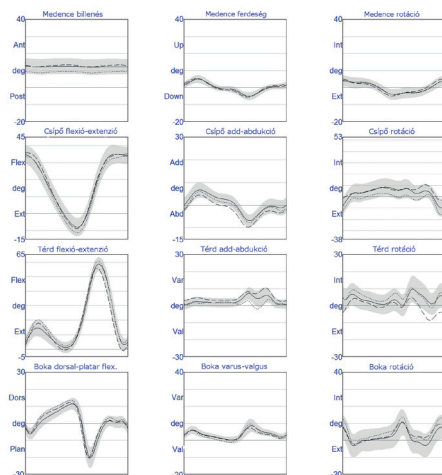 Medence billenés
40
Ant
deg
Post
-20
Medence ferdeség
40
Up
deg
Down
-20
Medence rotáció
40
Int
deg
Ext
-20
Csípő flexió-extenzió
45
Flex
deg
Ext
-15
Csípő add-abdukció
30
Add
deg
Abd
-15
Csípő rotáció
53
Int
deg
Ext
-38
Térd flexió-extenzió
65
Flex
deg
Ext
-5
Térd add-abdukció
30
Var
deg
Val
-30
Térd rotáció
30
Int
deg
Ext
-30
Boka dorsal-platar flex.
30
Dors
deg
Plan
Boka varus-valgus
40
Var
deg
Val
Boka rotáció
40
Int
deg
Ext